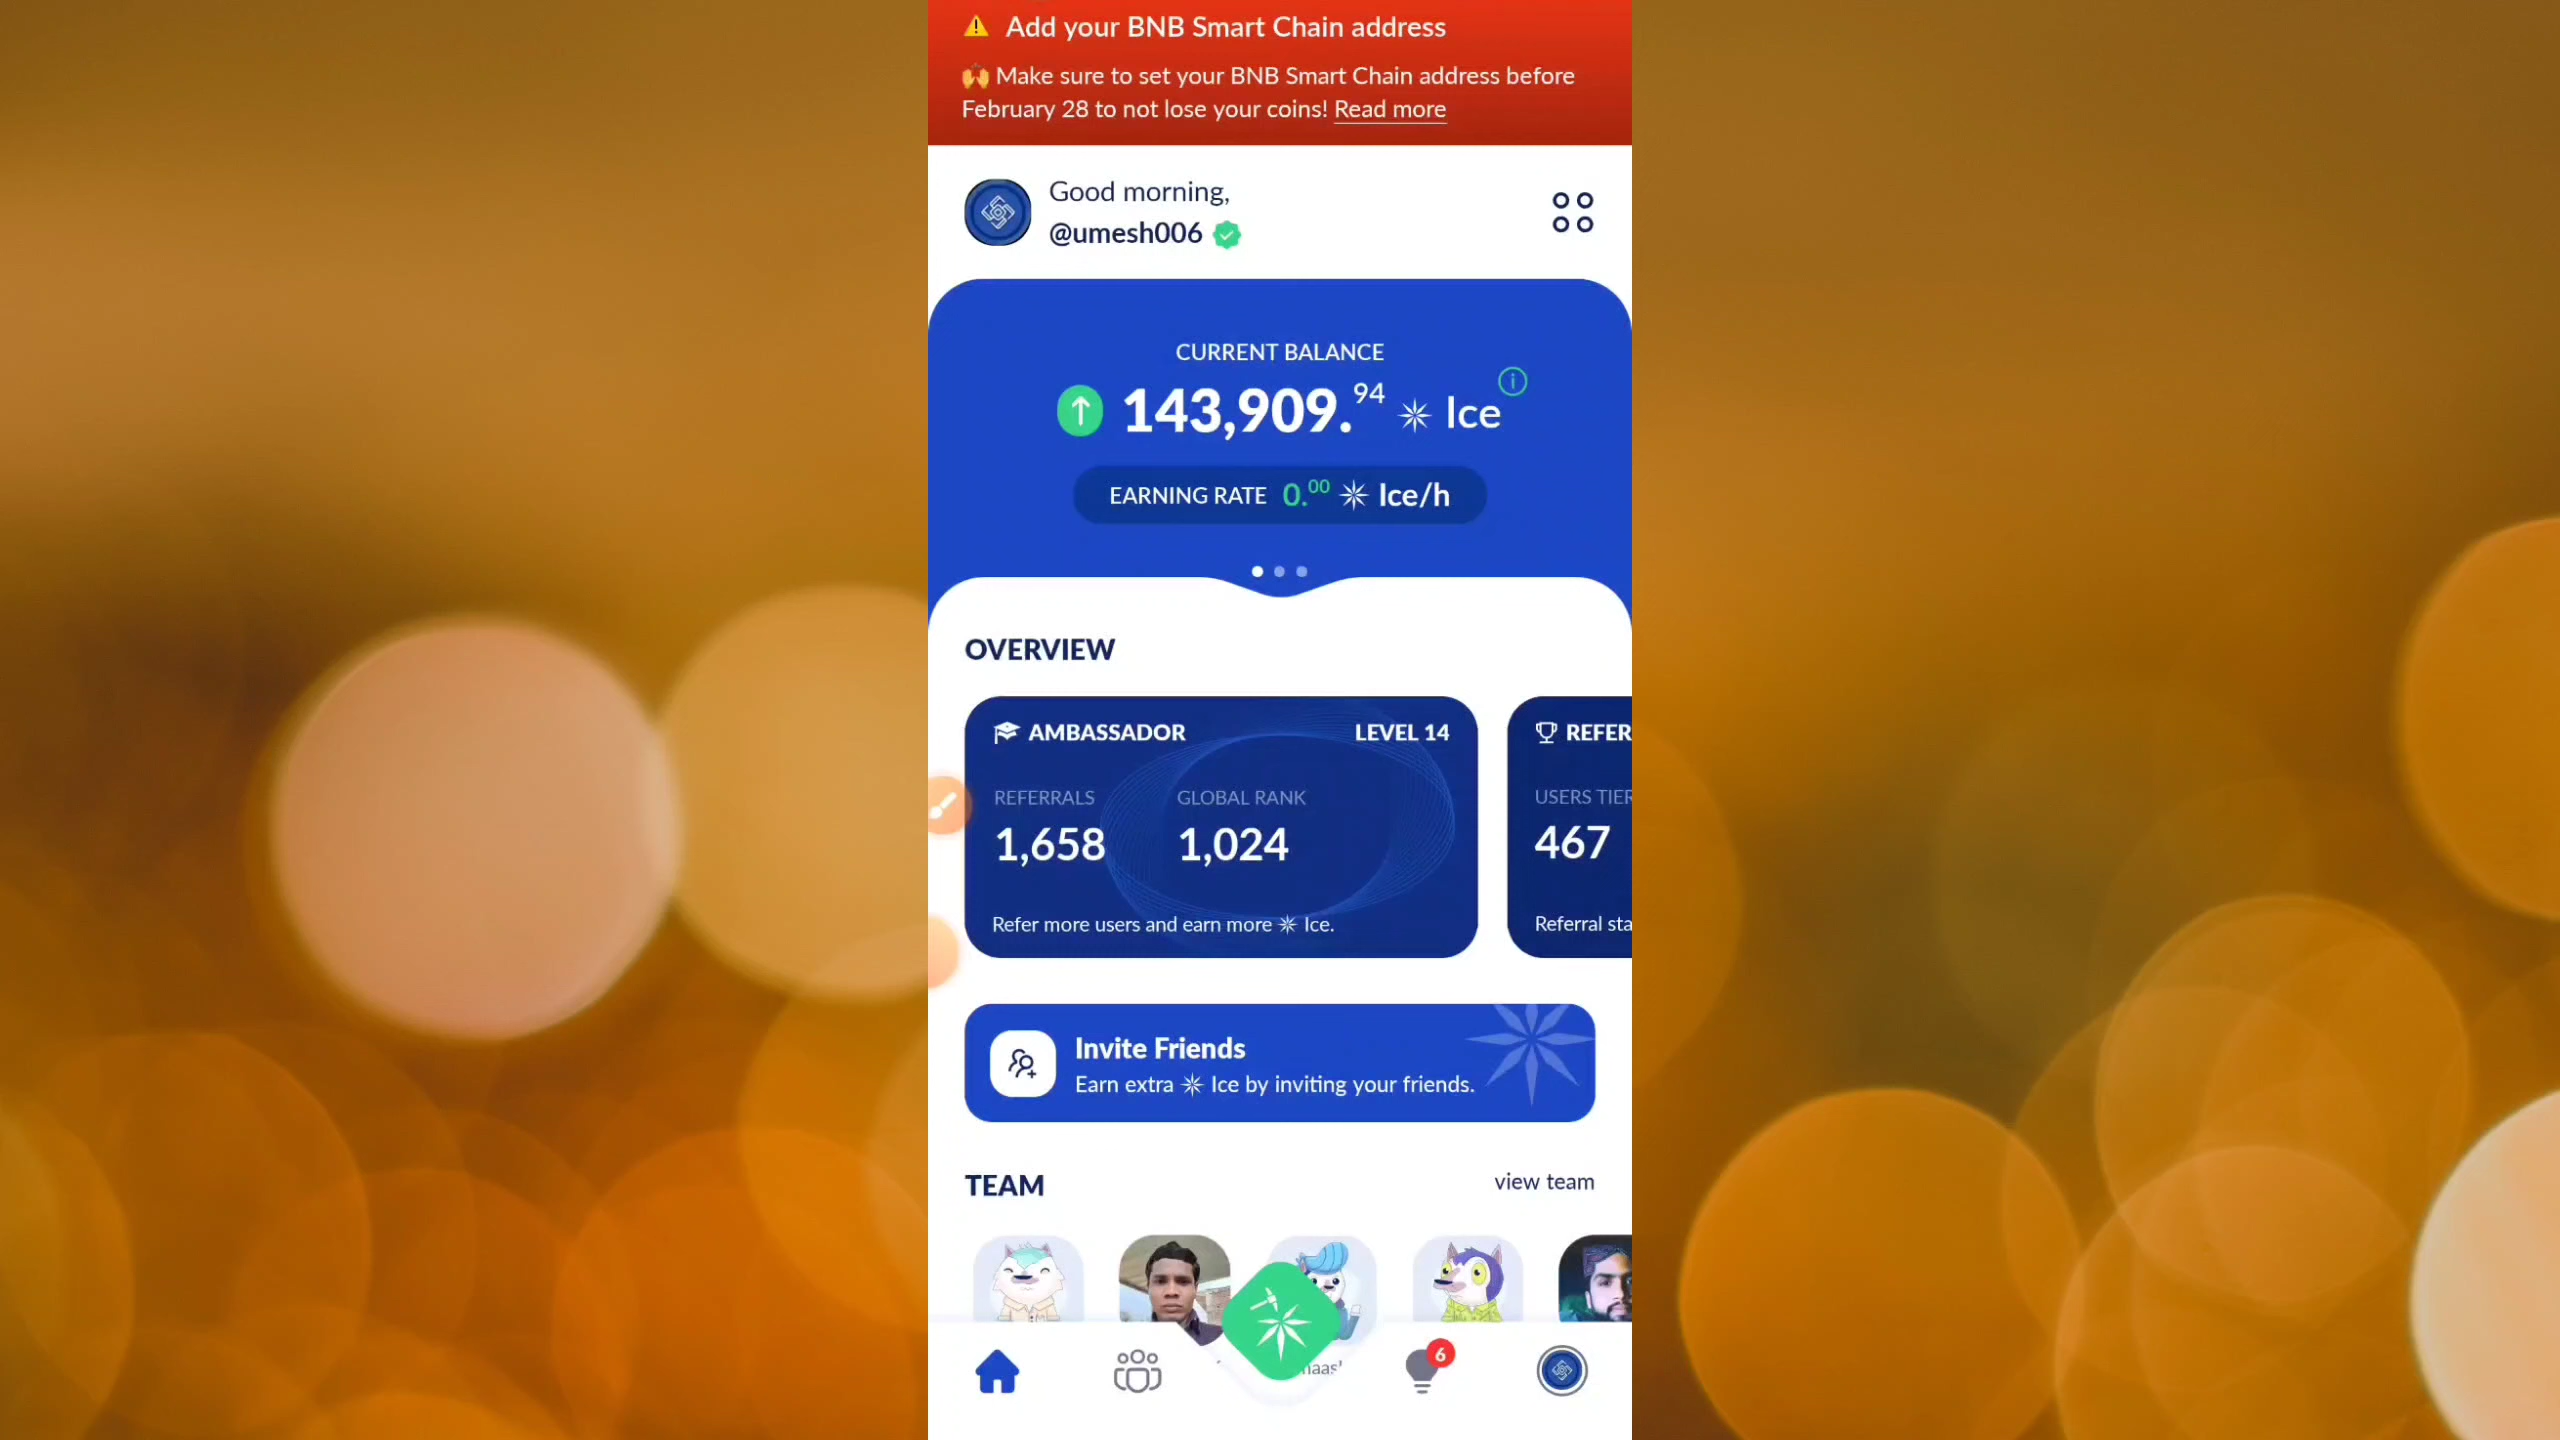 Add your BNB Smart Chain address
🙌 Make sure to set your BNB Smart Chain address before
February 28 to not lose your coins! Read more
Good morning,
@umesh006
CURRENT BALANCE
143,909.94 Ice
EARNING RATE 0.00 Ice/h
OVERVIEW
AMBASSADOR LEVEL 14
REFERRALS GLOBAL RANK
1,658 1,024
Refer more users and earn more Ice.
REFER
USERS TIER
467
Referral sta
Invite Friends
Earn extra Ice by inviting your friends.
TEAM view team
6